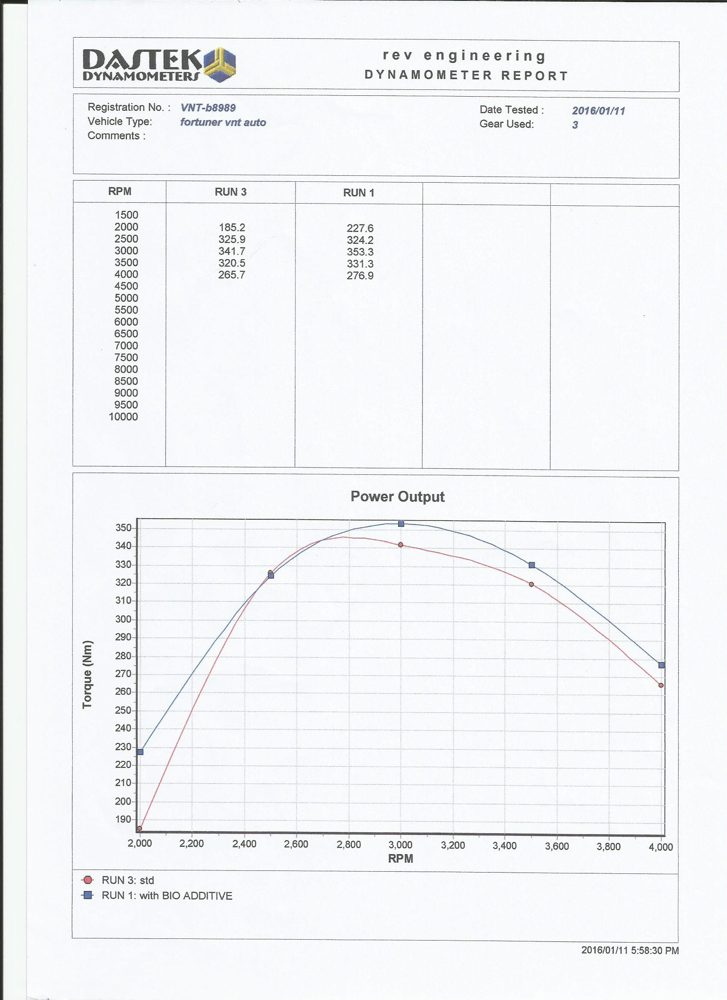 DASTEK
DYNAMOMETERS
rev engineering
DYNAMOMETER REPORT
Registration No. : VNT-b8989 Date Tested : 2016/01/11
Vehicle Type: fortuner vnt auto Gear Used: 3
Comments :
RPM RUN 3 RUN 1
1500
2000 185.2 227.6
2500 325.9 324.2
3000 341.7 353.3
3500 320.5 331.3
4000 265.7 276.9
4500
5000
5500
6000
6500
7000
7500
8000
8500
9000
9500
10000
Power Output
350
340
330
320
310
300
290
280
270
260
250
240
230
220
210
200
190
Torque (Nm)
2,000 2,200 2,400 2,600 2,800 3,000 3,200 3,400 3,600 3,800 4,000
RPM
RUN 3: std
RUN 1: with BIO ADDITIVE
2016/01/11 5:58:30 PM